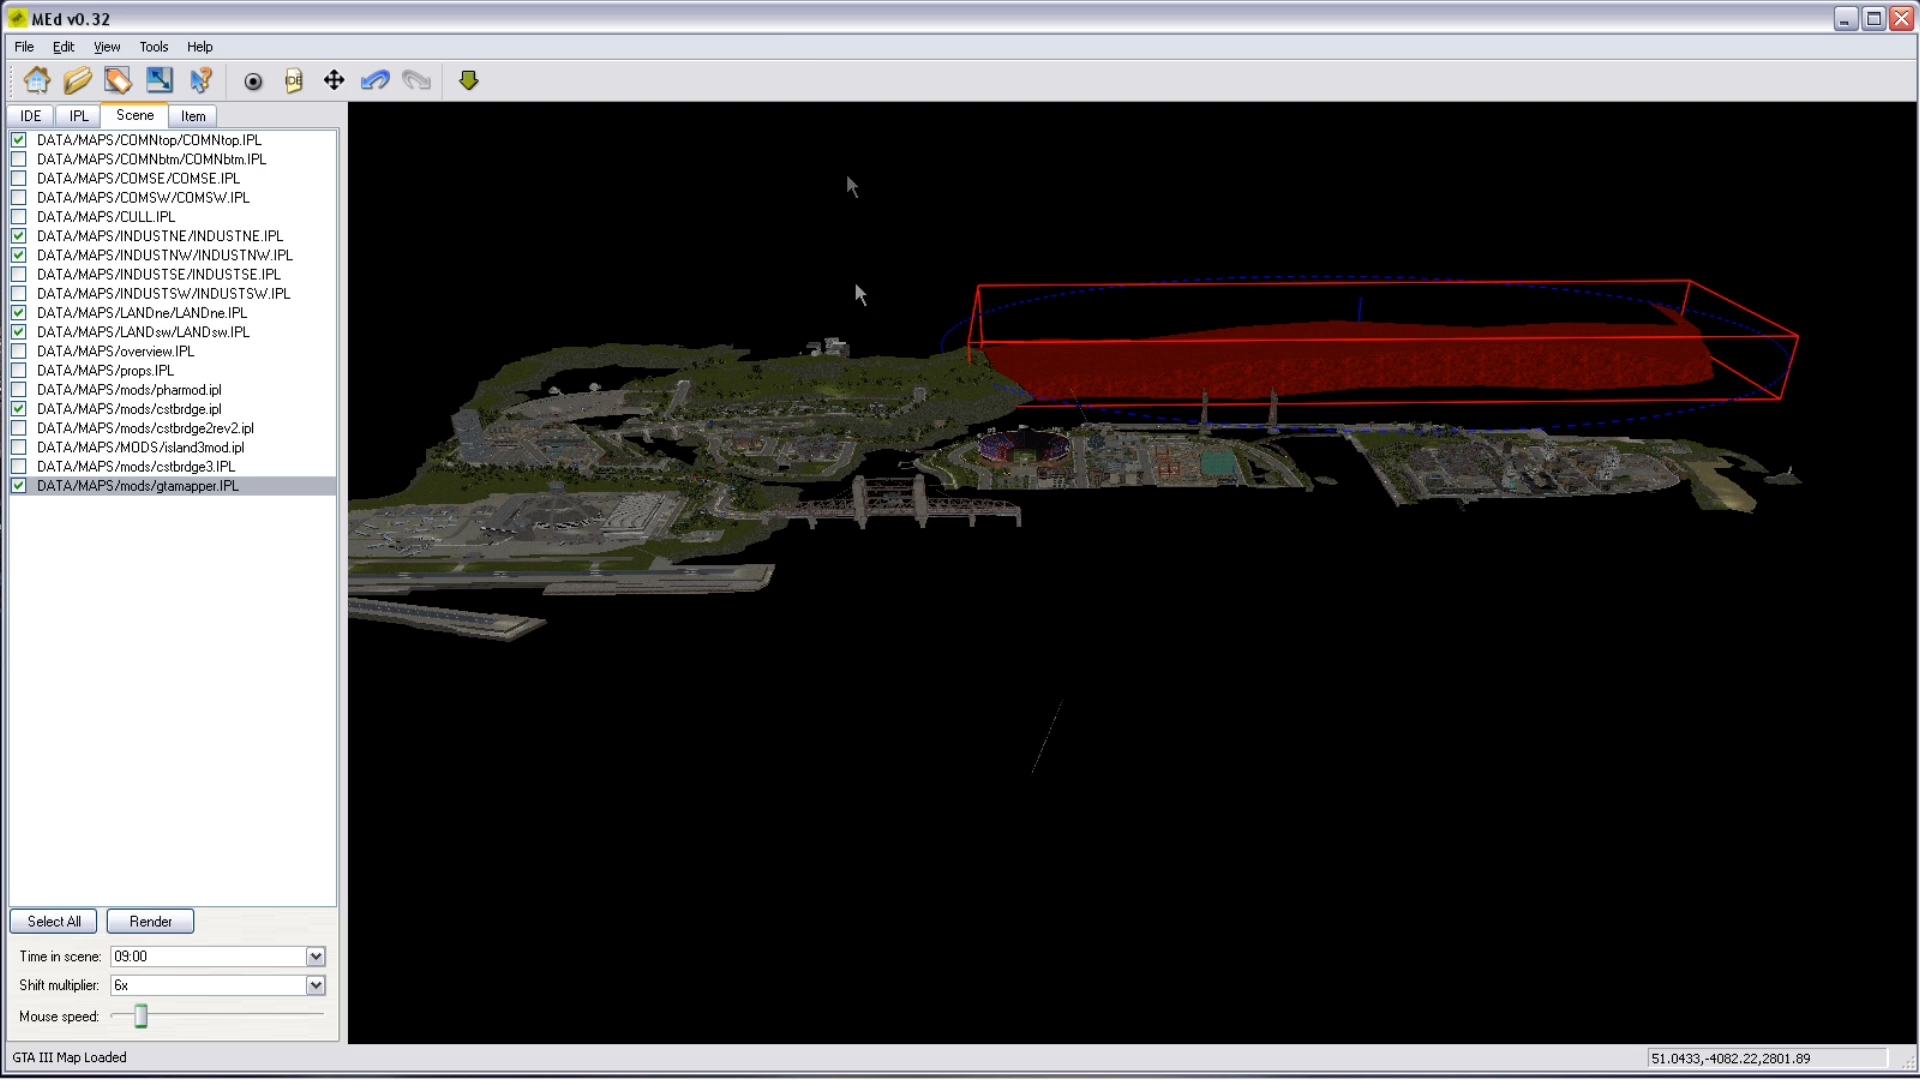 MEd v0.32
File Edit View Tools Help
IDE IPL Scene Item
DATA/MAPS/COMNtop/COMNtop.IPL
DATA/MAPS/COMNbtm/COMNbtm.IPL
DATA/MAPS/COMSE/COMSE.IPL
DATA/MAPS/COMSW/COMSW.IPL
DATA/MAPS/CULL.IPL
DATA/MAPS/INDUSTNE/INDUSTNE.IPL
DATA/MAPS/INDUSTNW/INDUSTNW.IPL
DATA/MAPS/INDUSTSE/INDUSTSE.IPL
DATA/MAPS/INDUSTSW/INDUSTSW.IPL
DATA/MAPS/LANDne/LANDne.IPL
DATA/MAPS/LANDsw/LANDsw.IPL
DATA/MAPS/overview.IPL
DATA/MAPS/props.IPL
DATA/MAPS/mods/pharmod.ipl
DATA/MAPS/mods/cstbrdge.ipl
DATA/MAPS/mods/cstbrdge2rev2.ipl
DATA/MAPS/MODS/island3mod.ipl
DATA/MAPS/mods/cstbrdge3.IPL
DATA/MAPS/mods/gtamapper.IPL
Select All Render
Time in scene: 09:00
Shift multiplier: 6x
Mouse speed:
GTA III Map Loaded
51.0433,-4082.22,2801.89